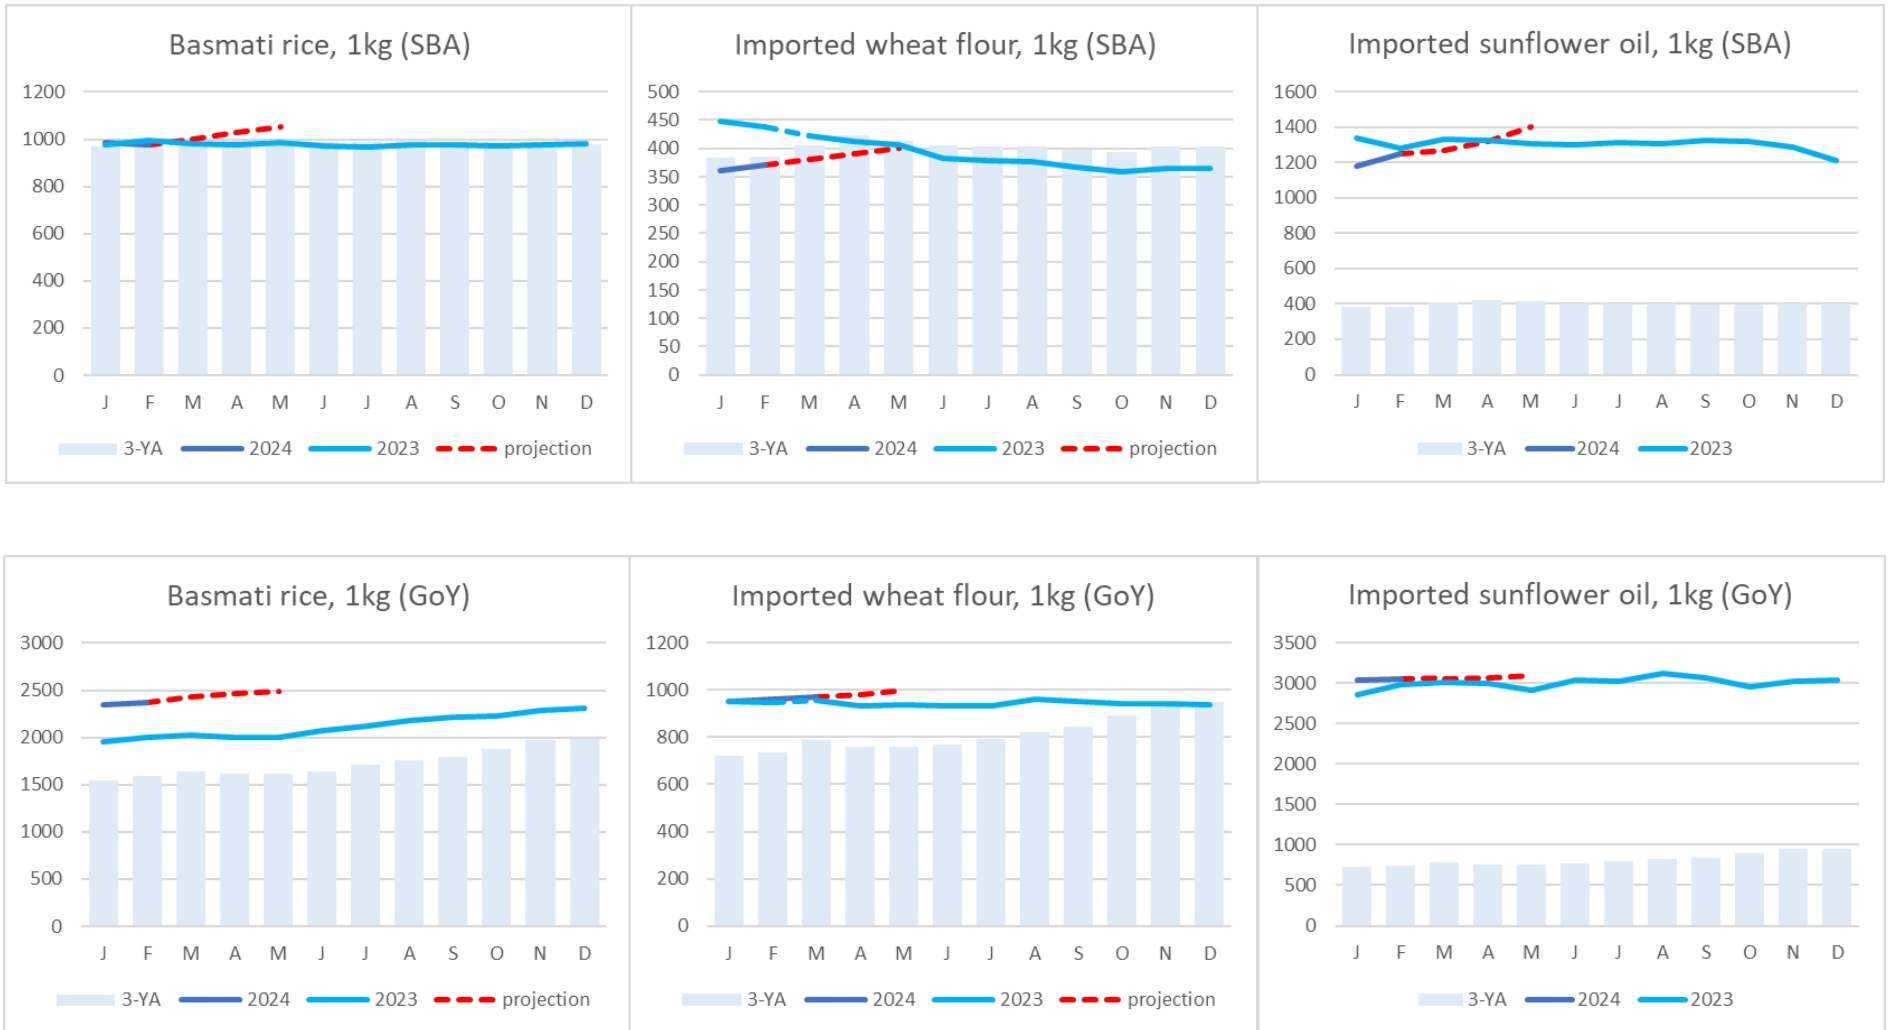 Basmati rice, 1kg (SBA)
1200
1000
800
600
400
200
0
J F M A M J J A S O N D
3-YA 2024 2023 projection
Imported wheat flour, 1kg (SBA)
500
450
400
350
300
250
200
150
100
50
0
J F M A M J J A S O N D
3-YA 2024 2023 projection
Imported sunflower oil, 1kg (SBA)
1600
1400
1200
1000
800
600
400
200
0
J F M A M J J A S O N D
3-YA 2024 2023
Basmati rice, 1kg (GoY)
3000
2500
2000
1500
1000
500
0
J F M A M J J A S O N D
3-YA 2024 2023 projection
Imported wheat flour, 1kg (GoY)
1200
1000
800
600
400
200
0
J F M A M J J A S O N D
3-YA 2024 2023 projection
Imported sunflower oil, 1kg (GoY)
3500
3000
2500
2000
1500
1000
500
0
J F M A M J J A S O N D
3-YA 2024 2023